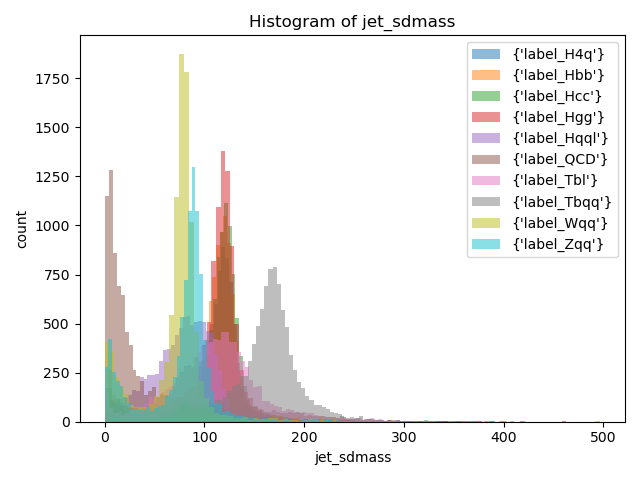 Histogram of jet_sdmass
{'label_H4q'}
{'label_Hbb'}
{'label_Hcc'}
{'label_Hgg'}
{'label_Hqql'}
{'label_QCD'}
{'label_Tbl'}
{'label_Tbqq'}
{'label_Wqq'}
{'label_Zqq'}
1750
1500
1250
1000
750
500
250
0
count
0 100 200 300 400 500
jet_sdmass